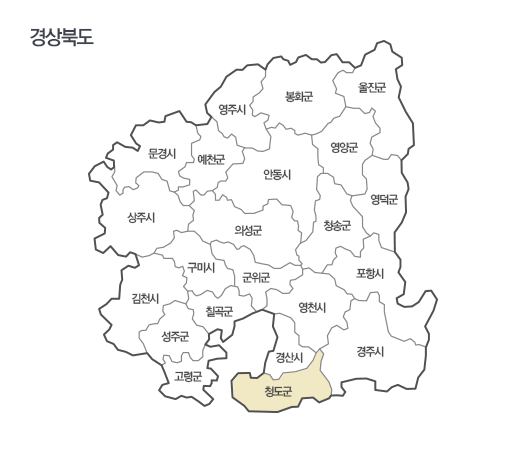 경상북도
울진군
봉화군
영주시
영양군
문경시
예천군
안동시
영덕군
상주시
청송군
의성군
구미시
포항시
군위군
김천시
영천시
칠곡군
성주군
경주시
경산시
고령군
청도군